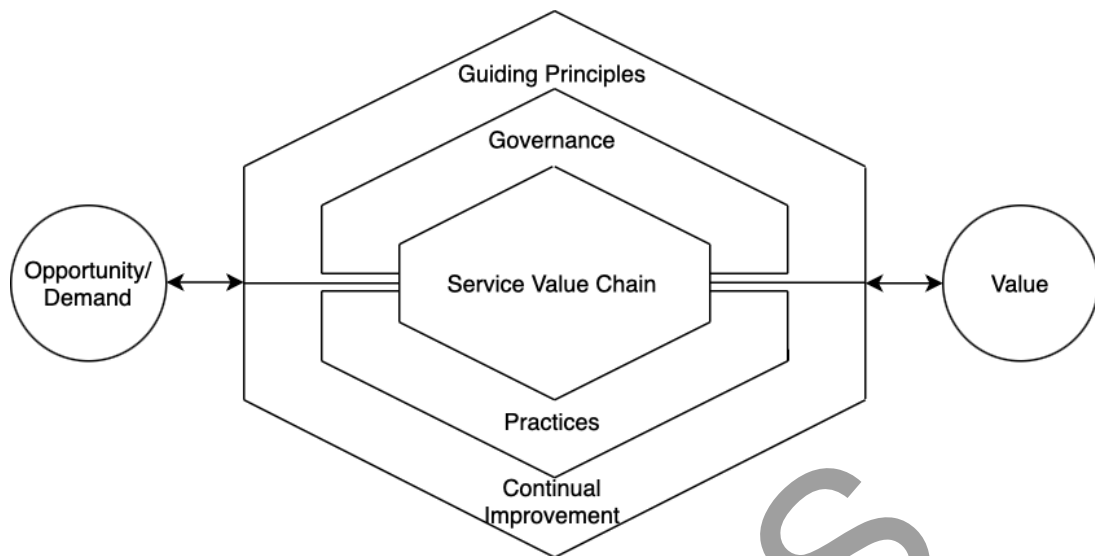 Guiding Principles
Governance
Opportunity/
Demand
Service Value Chain
Value
Practices
Continual
Improvement
S